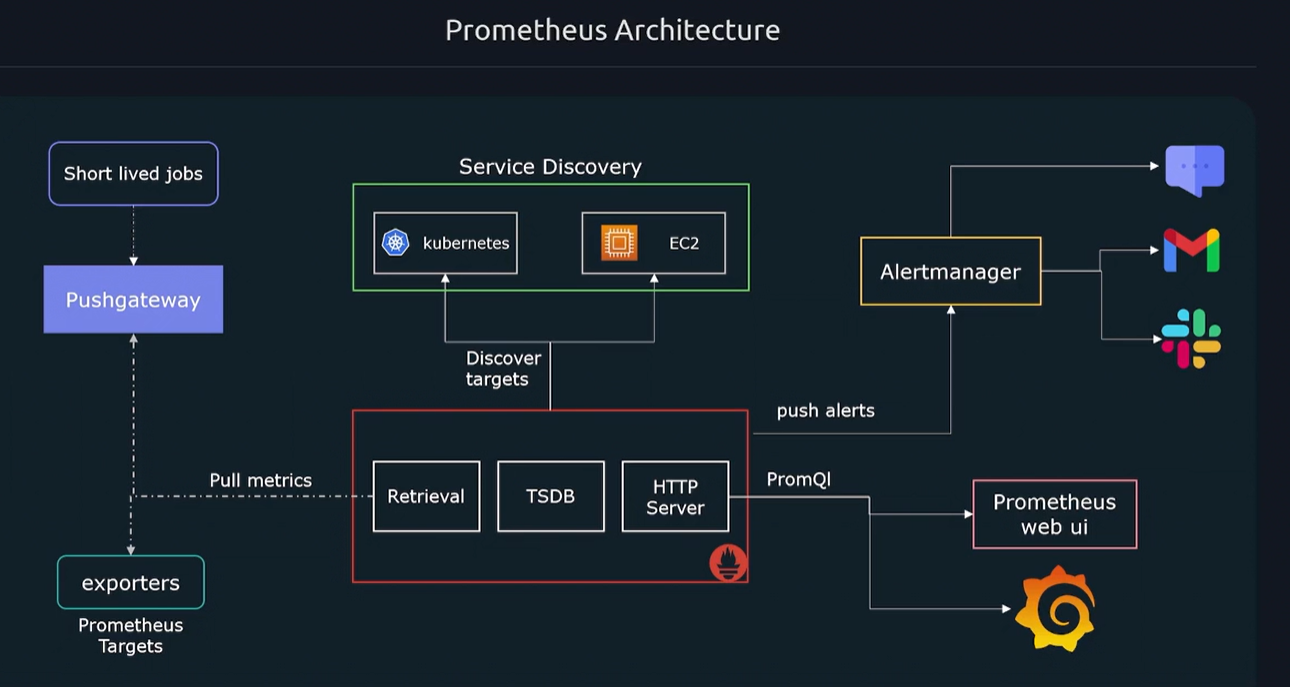 Prometheus Architecture
Short lived jobs
Service Discovery
kubernetes
EC2
Pushgateway
Alertmanager
Discover
targets
push alerts
Pull metrics
Retrieval
TSDB
HTTP
Server
PromQl
Prometheus
web ui
exporters
Prometheus
Targets